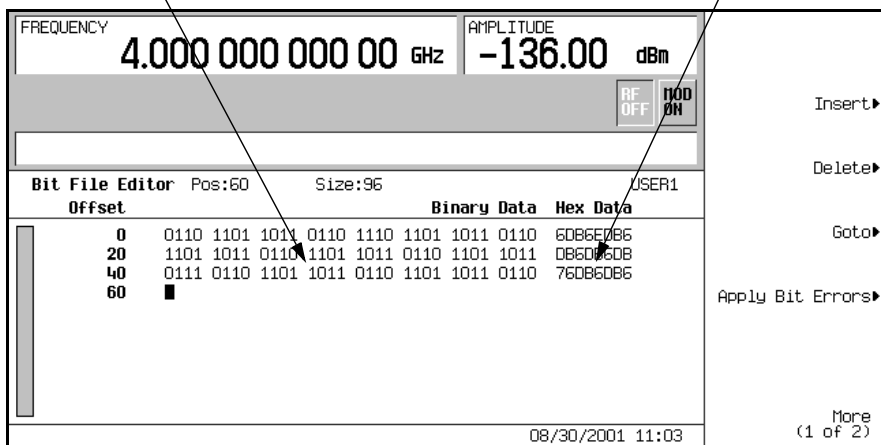 FREQUENCY
4.000 000 000 00 GHz
AMPLITUDE
-136.00 dBm
RF OFF
MOD ON
Insert
Delete
Goto
Apply Bit Errors
More
(1 of 2)
Bit File Editor Pos:60 Size:96 USER1
Offset Binary Data Hex Data
0 0110 1101 1011 0110 1110 1101 1011 0110 6DB6EDB6
20 1101 1011 0110 1101 1011 0110 1101 1011 DB6DB6DB
40 0111 0110 1101 1011 0110 1101 1011 0110 76DB6DB6
60
08/30/2001 11:03